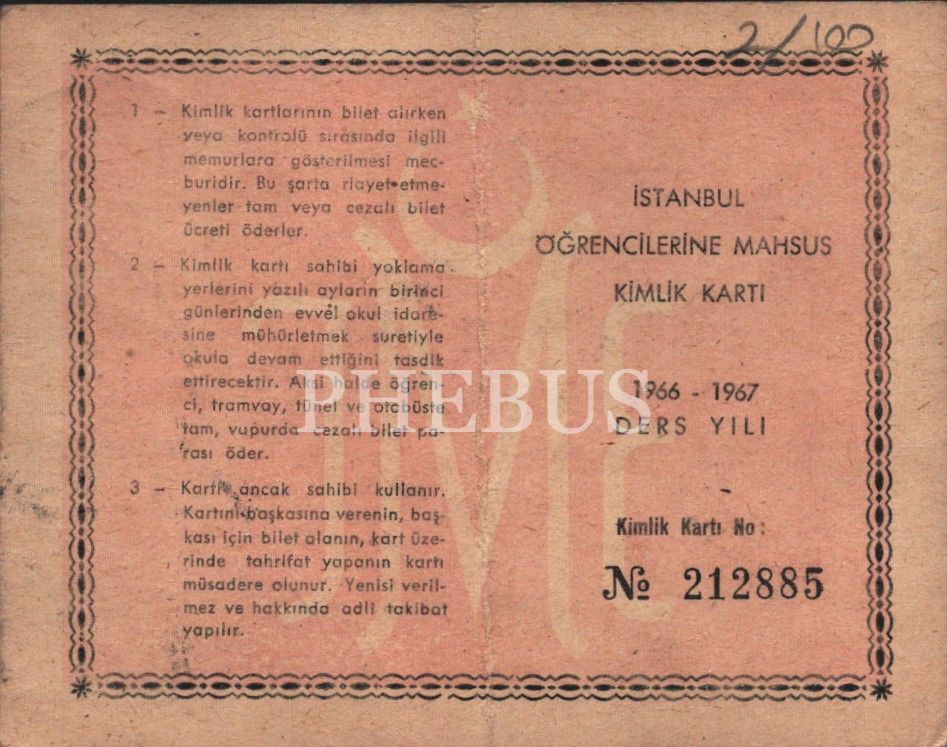 2/100
1 – Kimlik kartlarının bilet alırken
veya kontrolü sırasında ilgili
memurlara gösterilmesi mec-
buridir. Bu şarta riayet etme-
yenler tam veya cezalı bilet
ücreti öderler.
2 – Kimlik kartı sahibi yoklama
yerlerini yazılı ayların birinci
günlerinden evvel okul idare-
sine mühürletmek suretiyle
okula devam ettiğini tasdik
ettirecektir. Aksi halde öğren-
ci, tramvay, tünel ve otobüste
tam, vapurda cezalı bilet pa-
rası öder.
3 – Kartı ancak sahibi kullanır.
Kartını başkasına verenin, baş-
kası için bilet alanın, kart üze-
rinde tahrifat yapanın kartı
müsadere olunur. Yenisi veril-
mez ve hakkında adli takibat
yapılır.
İSTANBUL
ÖĞRENCİLERİNE MAHSUS
KİMLİK KARTI
1966 - 1967
DERS YILI
Kimlik Kartı No:
№ 212885
PHEBUS